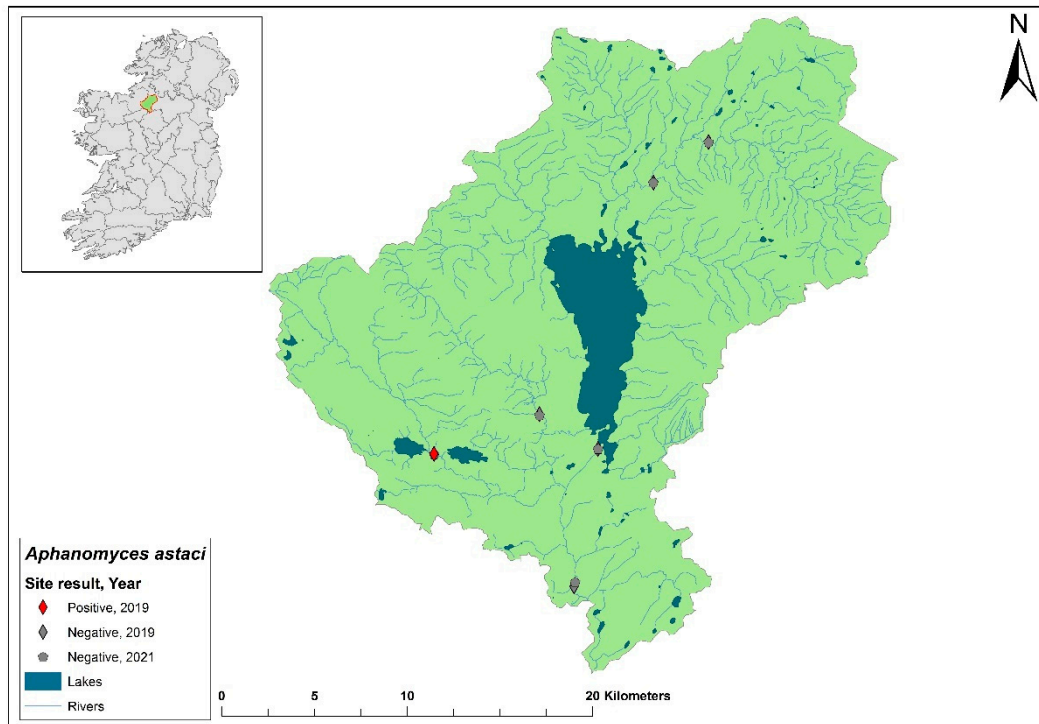 N
Aphanomyces astaci
Site result, Year
Positive, 2019
Negative, 2019
Negative, 2021
Lakes
Rivers
0 5 10 20 Kilometers